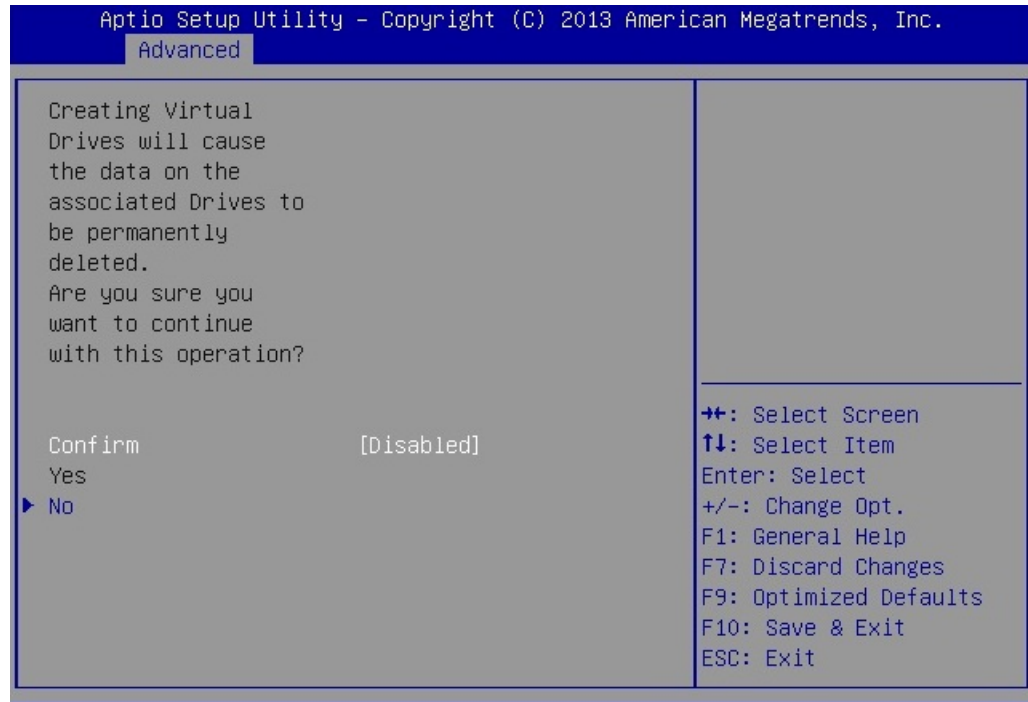 Aptio Setup Utility – Copyright (C) 2013 American Megatrends, Inc.
Advanced
Creating Virtual
Drives will cause
the data on the
associated Drives to
be permanently
deleted.
Are you sure you
want to continue
with this operation?
Confirm [Disabled]
Yes
No
→←: Select Screen
↑↓: Select Item
Enter: Select
+/-: Change Opt.
F1: General Help
F7: Discard Changes
F9: Optimized Defaults
F10: Save & Exit
ESC: Exit